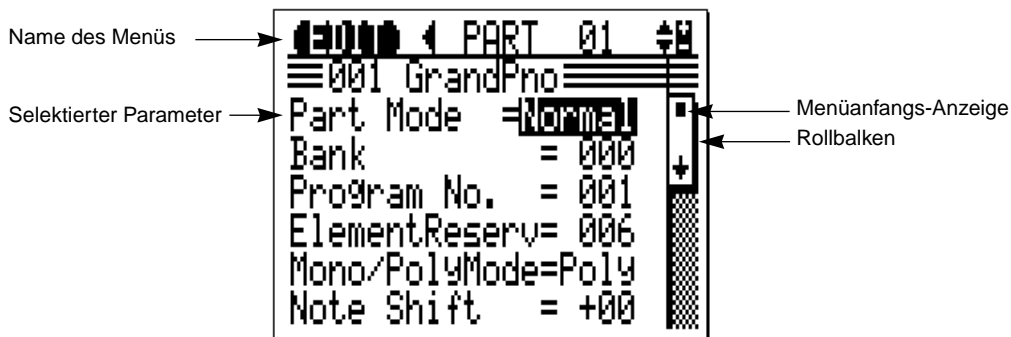 Name des Menüs
PART 01
001 GrandPno
Selektierter Parameter
Part Mode =Normal
Menüanfangs-Anzeige
Rollbalken
Bank = 000
Program No. = 001
ElementReserv= 006
Mono/PolyMode=Poly
Note Shift = +00